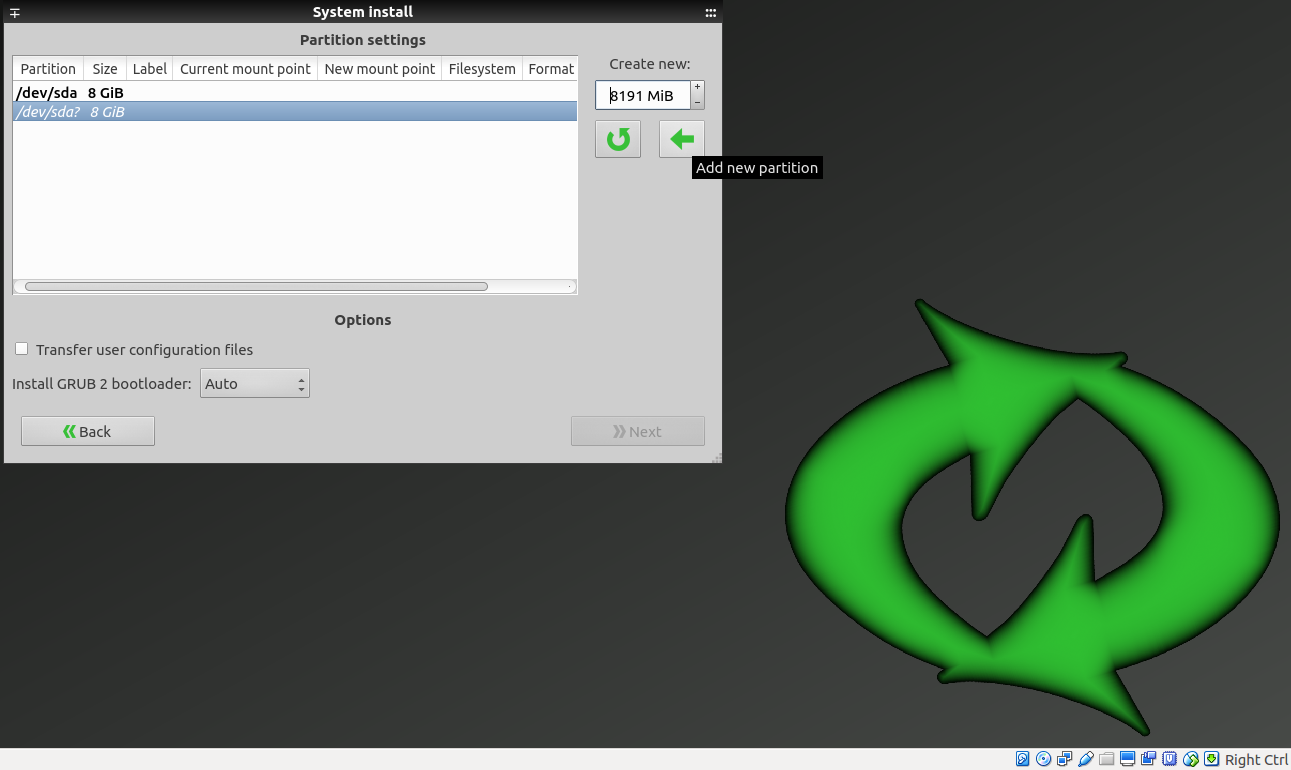 System install
Partition settings
Partition Size Label Current mount point New mount point Filesystem Format
/dev/sda 8 GiB
/dev/sda? 8 GiB
Create new:
8191 MiB
Add new partition
Options
Transfer user configuration files
Install GRUB 2 bootloader: Auto
Back Next
Right Ctrl